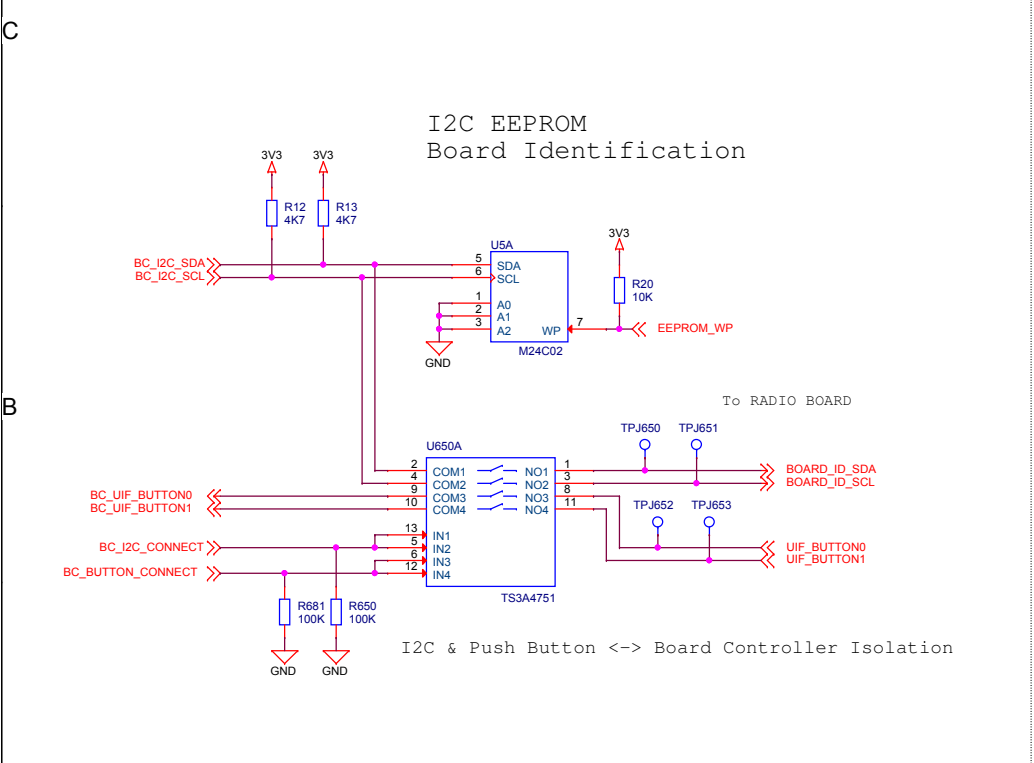 C
I2C EEPROM
Board Identification
3V3
3V3
R12
4K7
R13
4K7
3V3
U5A
BC_I2C_SDA
BC_I2C_SCL
5
6
SDA
SCL
1
2
3
A0
A1
A2
WP
7
R20
10K
EEPROM_WP
GND
M24C02
B
To RADIO BOARD
TPJ650
TPJ651
U650A
2
4
9
10
COM1
COM2
COM3
COM4
NO1
NO2
NO3
NO4
1
3
8
11
BOARD_ID_SDA
BOARD_ID_SCL
BC_UIF_BUTTON0
BC_UIF_BUTTON1
TPJ652
TPJ653
13
5
6
12
IN1
IN2
IN3
IN4
BC_I2C_CONNECT
BC_BUTTON_CONNECT
UIF_BUTTON0
UIF_BUTTON1
TS3A4751
R681
100K
R650
100K
GND
GND
I2C & Push Button <-> Board Controller Isolation